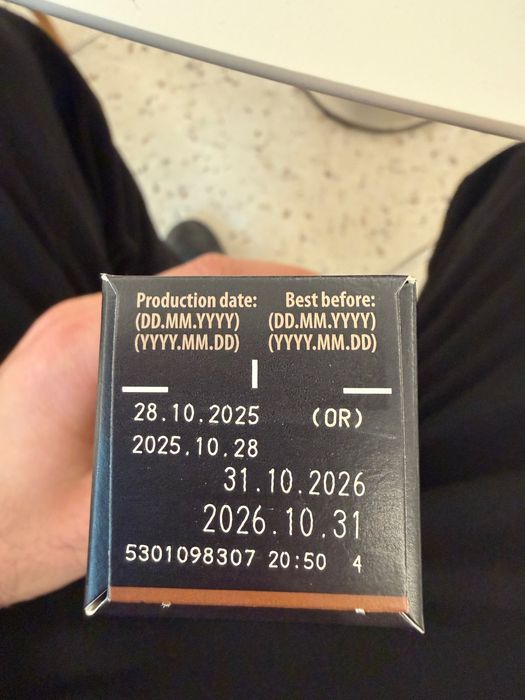 Production date: Best before:
(DD.MM.YYYY) (DD.MM.YYYY)
(YYYY.MM.DD) (YYYY.MM.DD)
28.10.2025 (OR)
2025.10.28
31.10.2026
2026.10.31
5301098307 20:50 4